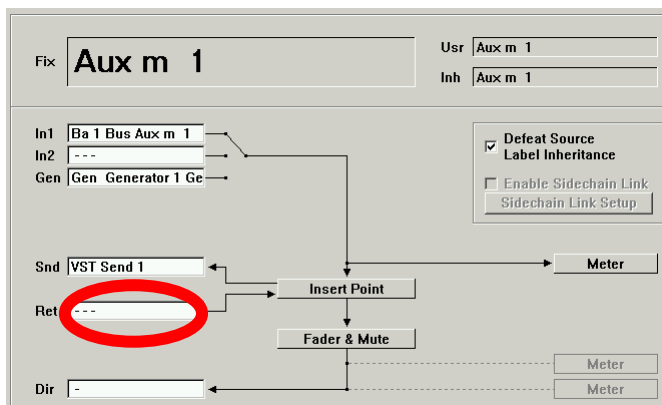 Fix Aux m 1
Usr Aux m 1
Inh Aux m 1
In1 Ba 1 Bus Aux m 1
In2 ---
Gen Gen Generator 1 Ge
Defeat Source
Label Inheritance
Enable Sidechain Link
Sidechain Link Setup
Snd VST Send 1
Meter
Insert Point
Ret ---
Fader & Mute
Meter
Dir -
Meter